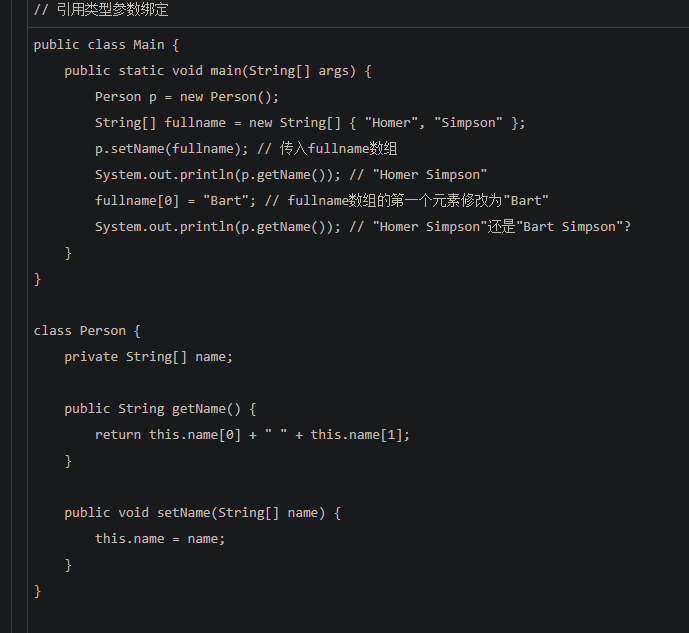 // 引用类型参数绑定
public class Main {
    public static void main(String[] args) {
        Person p = new Person();
        String[] fullname = new String[] { "Homer", "Simpson" };
        p.setName(fullname); // 传入fullname数组
        System.out.println(p.getName()); // "Homer Simpson"
        fullname[0] = "Bart"; // fullname数组的第一个元素修改为"Bart"
        System.out.println(p.getName()); // "Homer Simpson"还是"Bart Simpson"?
    }
}

class Person {
    private String[] name;

    public String getName() {
        return this.name[0] + " " + this.name[1];
    }

    public void setName(String[] name) {
        this.name = name;
    }
}